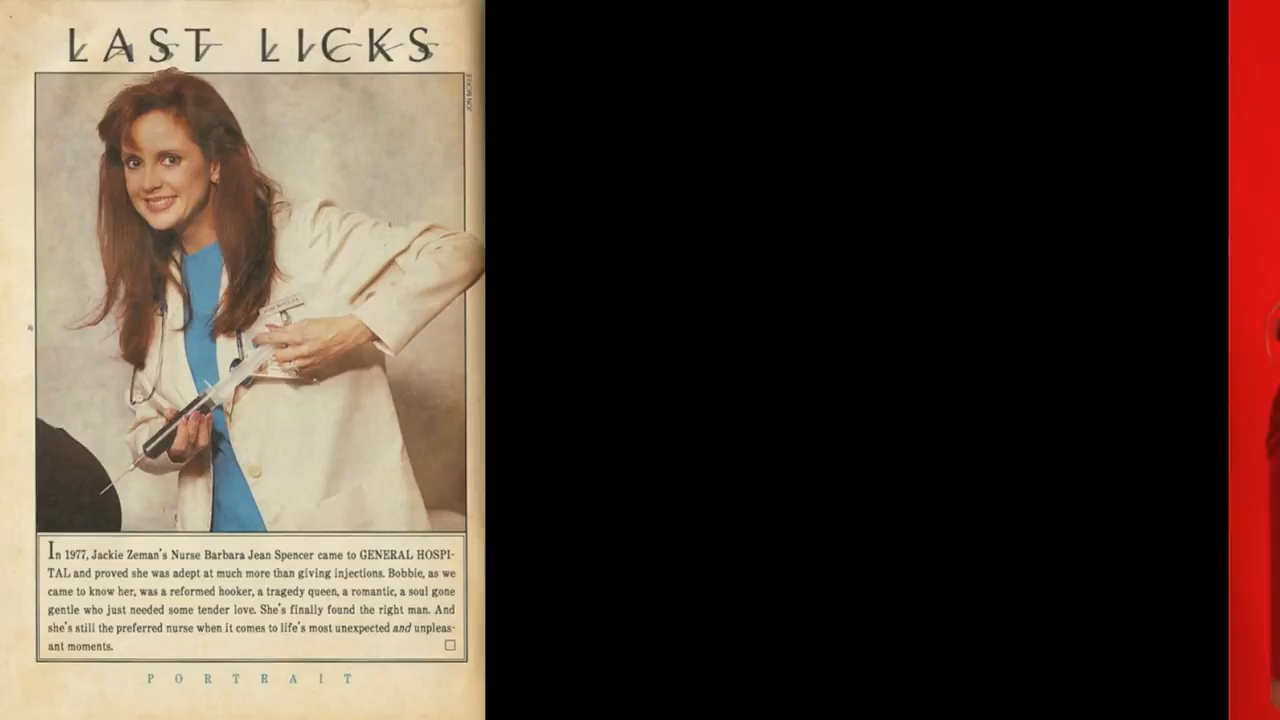 LAST LICKS
JON MCKEE
In 1977, Jackie Zeman's Nurse Barbara Jean Spencer came to GENERAL HOSPI-
TAL and proved she was adept at much more than giving injections. Bobbie, as we
came to know her, was a reformed hooker, a tragedy queen, a romantic, a soul gone
gentle who just needed some tender love. She's finally found the right man. And
she's still the preferred nurse when it comes to life's most unexpected and unpleas-
ant moments.
PORTRAIT